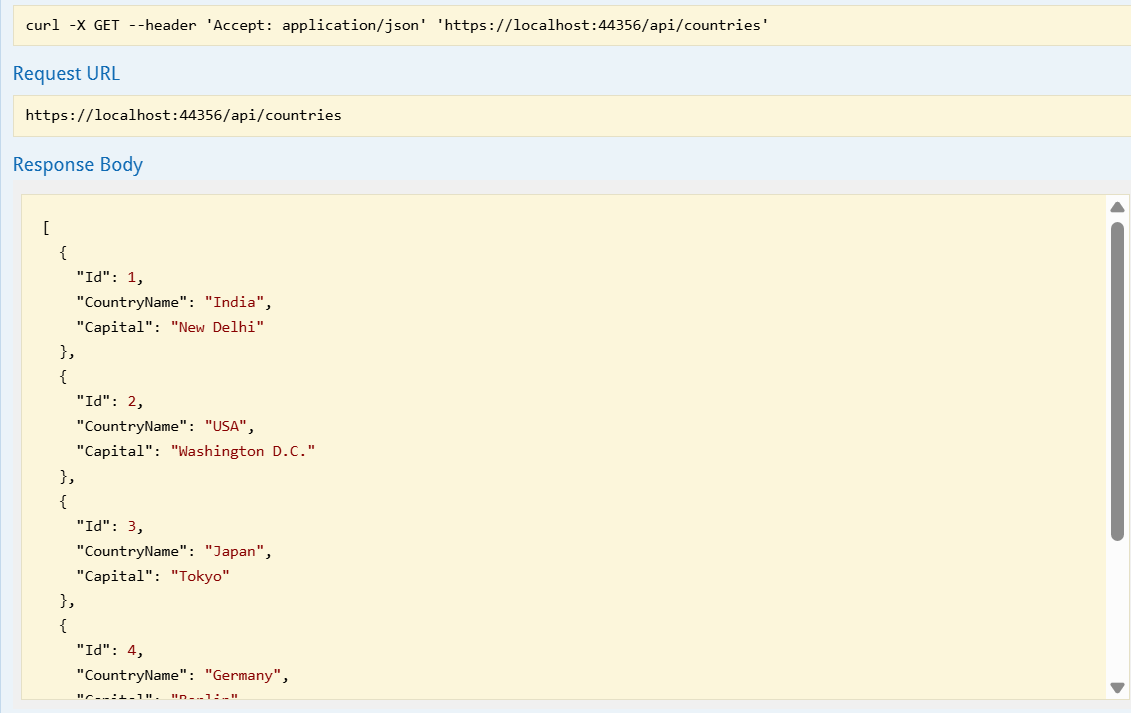 curl -X GET --header 'Accept: application/json' 'https://localhost:44356/api/countries'
Request URL
https://localhost:44356/api/countries
Response Body
[
  {
    "Id": 1,
    "CountryName": "India",
    "Capital": "New Delhi"
  },
  {
    "Id": 2,
    "CountryName": "USA",
    "Capital": "Washington D.C."
  },
  {
    "Id": 3,
    "CountryName": "Japan",
    "Capital": "Tokyo"
  },
  {
    "Id": 4,
    "CountryName": "Germany",
    "Capital": "Berlin"